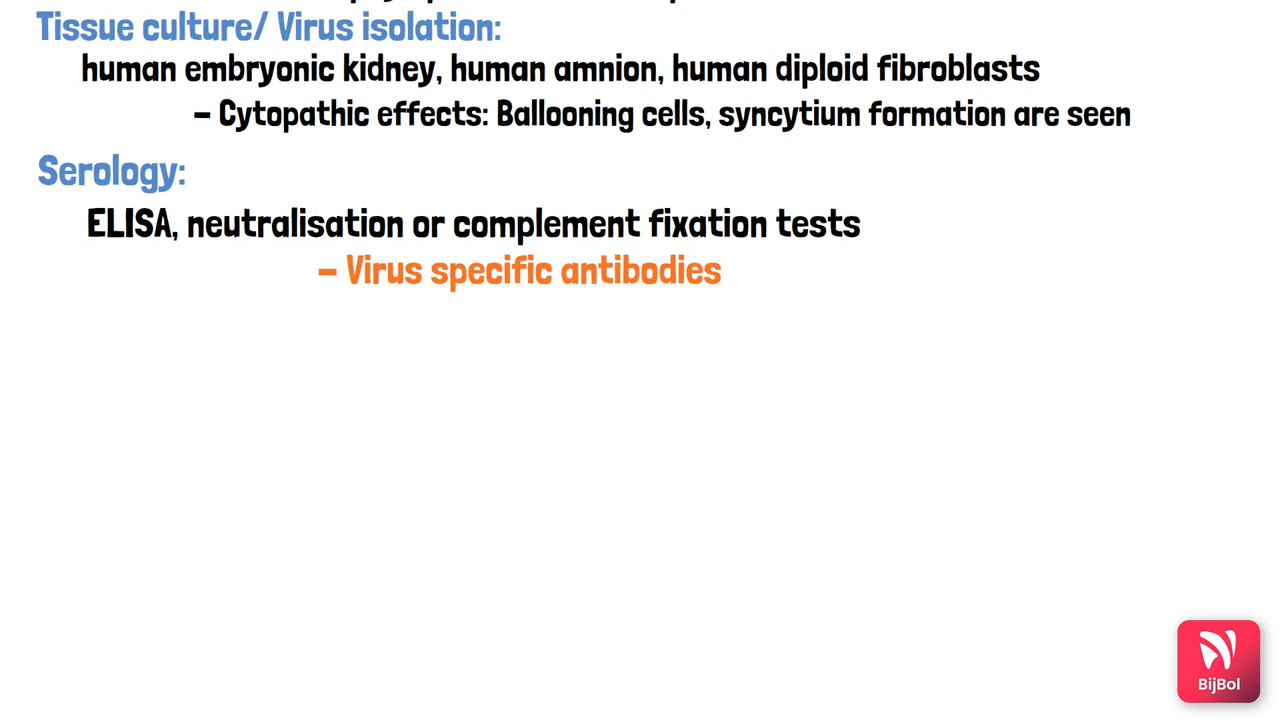 Tissue culture/ Virus isolation:
human embryonic kidney, human amnion, human diploid fibroblasts
– Cytopathic effects: Ballooning cells, syncytium formation are seen
Serology:
ELISA, neutralisation or complement fixation tests
– Virus specific antibodies
BijBol